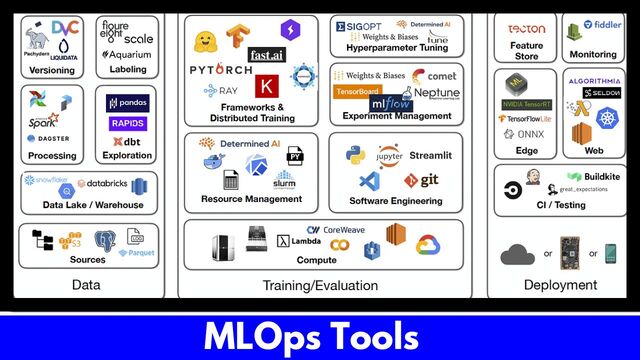 Pachyderm
DVC
LIQUIDATA
Versioning
figure
eight
scale
Aquarium
Labeling
Spark
DAGSTER
Processing
pandas
RAPIDS
dbt
Exploration
snowflake
databricks
Data Lake / Warehouse
S3
LOG
Parquet
Sources
Data
fast.ai
PYTORCH
RAY
K
Frameworks &
Distributed Training
SIGOPT
Determined AI
Weights & Biases
tune
Hyperparameter Tuning
Weights & Biases
comet
TensorBoard
Neptune
mlflow
Experiment Management
Determined AI
docker
PY
slurm
Resource Management
jupyter
Streamlit
git
Software Engineering
Lambda
CoreWeave
Compute
Training/Evaluation
TECTON
Feature
Store
fiddler
Monitoring
ML
NVIDIA TensorRT
TensorFlowLite
ONNX
Edge
ALGORITHMIA
SELDON
Web
Buildkite
great_expectations
CI / Testing
or
or
Deployment
MLOps Tools